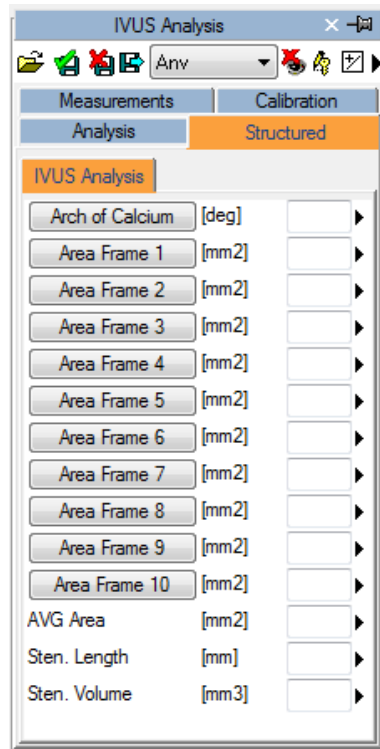 IVUS Analysis
Any
Measurements Calibration
Analysis Structured
IVUS Analysis
Arch of Calcium [deg]
Area Frame 1 [mm2]
Area Frame 2 [mm2]
Area Frame 3 [mm2]
Area Frame 4 [mm2]
Area Frame 5 [mm2]
Area Frame 6 [mm2]
Area Frame 7 [mm2]
Area Frame 8 [mm2]
Area Frame 9 [mm2]
Area Frame 10 [mm2]
AVG Area [mm2]
Sten. Length [mm]
Sten. Volume [mm3]